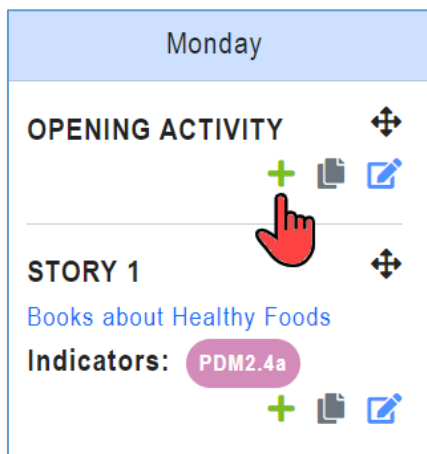 Monday
OPENING ACTIVITY
STORY 1
Books about Healthy Foods
Indicators: PDM2.4a